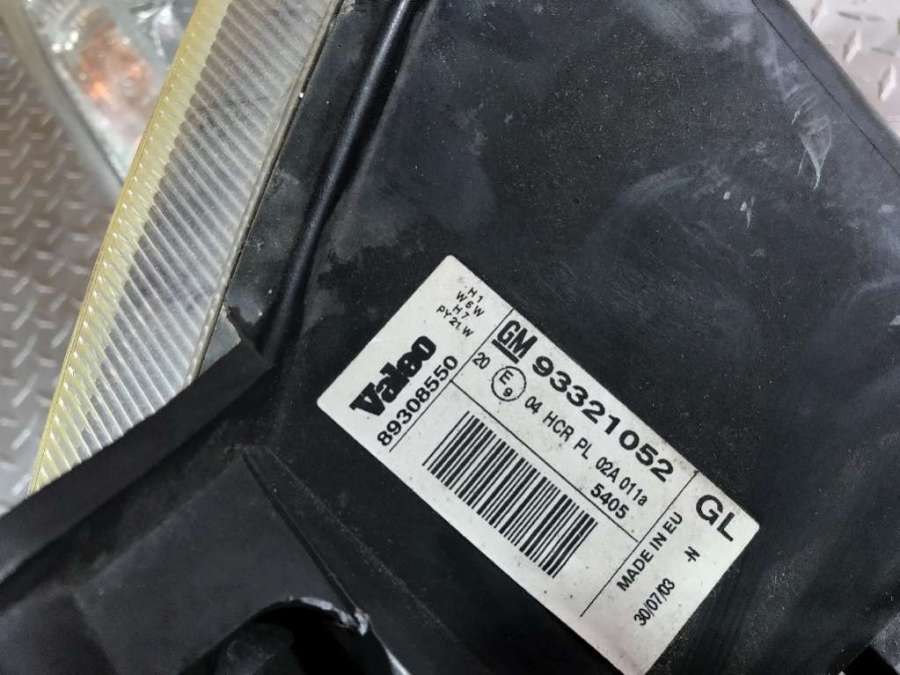 H1
W5W
H7
PY21W
Valeo
89308550
GM 93321052
20 E9 04 HCR PL 02A 011a
5405
GL
MADE IN EU
30/07/03 -N